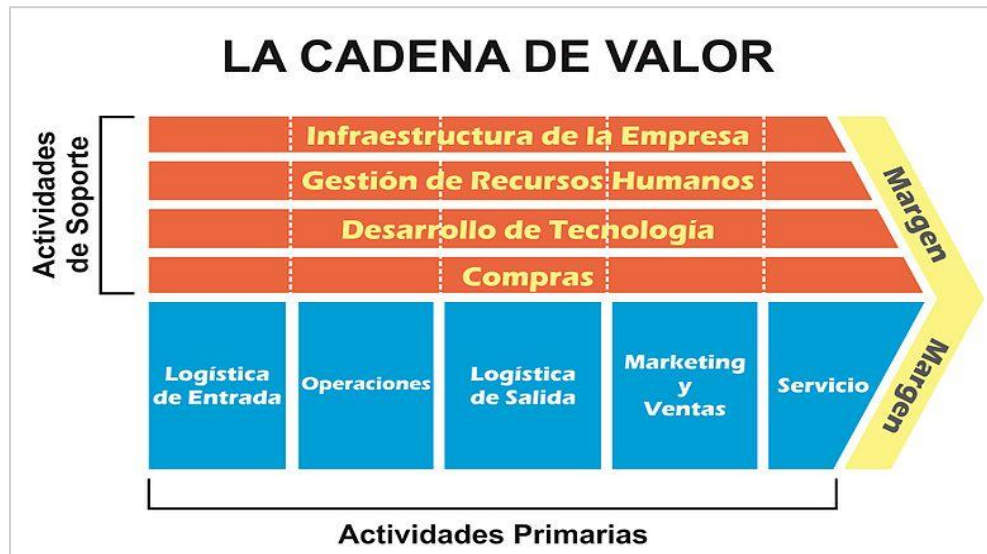 LA CADENA DE VALOR
Actividades
de Soporte
Infraestructura de la Empresa
Gestión de Recursos Humanos
Desarrollo de Tecnología
Compras
Margen
Logística
de Entrada
Operaciones
Logística
de Salida
Marketing
y
Ventas
Servicio
Margen
Actividades Primarias